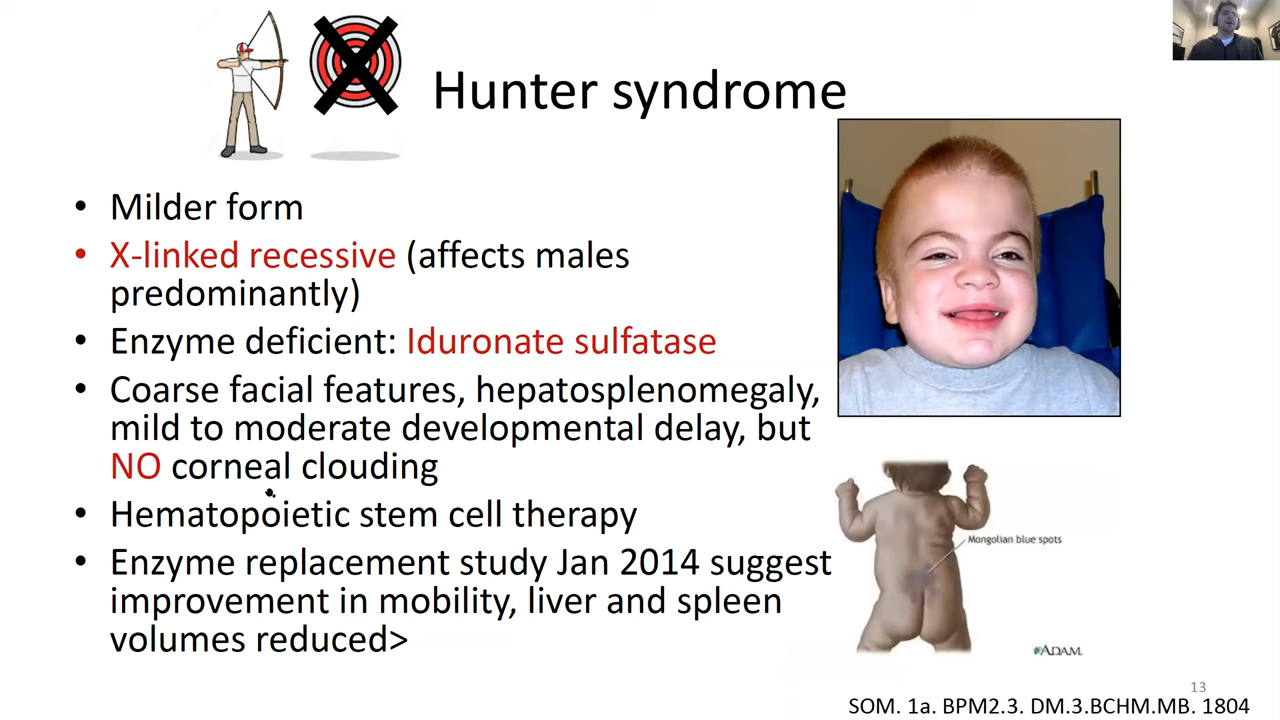 Hunter syndrome
• Milder form
• X-linked recessive (affects males
predominantly)
• Enzyme deficient: Iduronate sulfatase
• Coarse facial features, hepatosplenomegaly,
mild to moderate developmental delay, but
NO corneal clouding
• Hematopoietic stem cell therapy
• Enzyme replacement study Jan 2014 suggest
improvement in mobility, liver and spleen
volumes reduced>
Mongolian blue spots
ADAM.
13
SOM. 1a. BPM2.3. DM.3.BCHM.MB. 1804